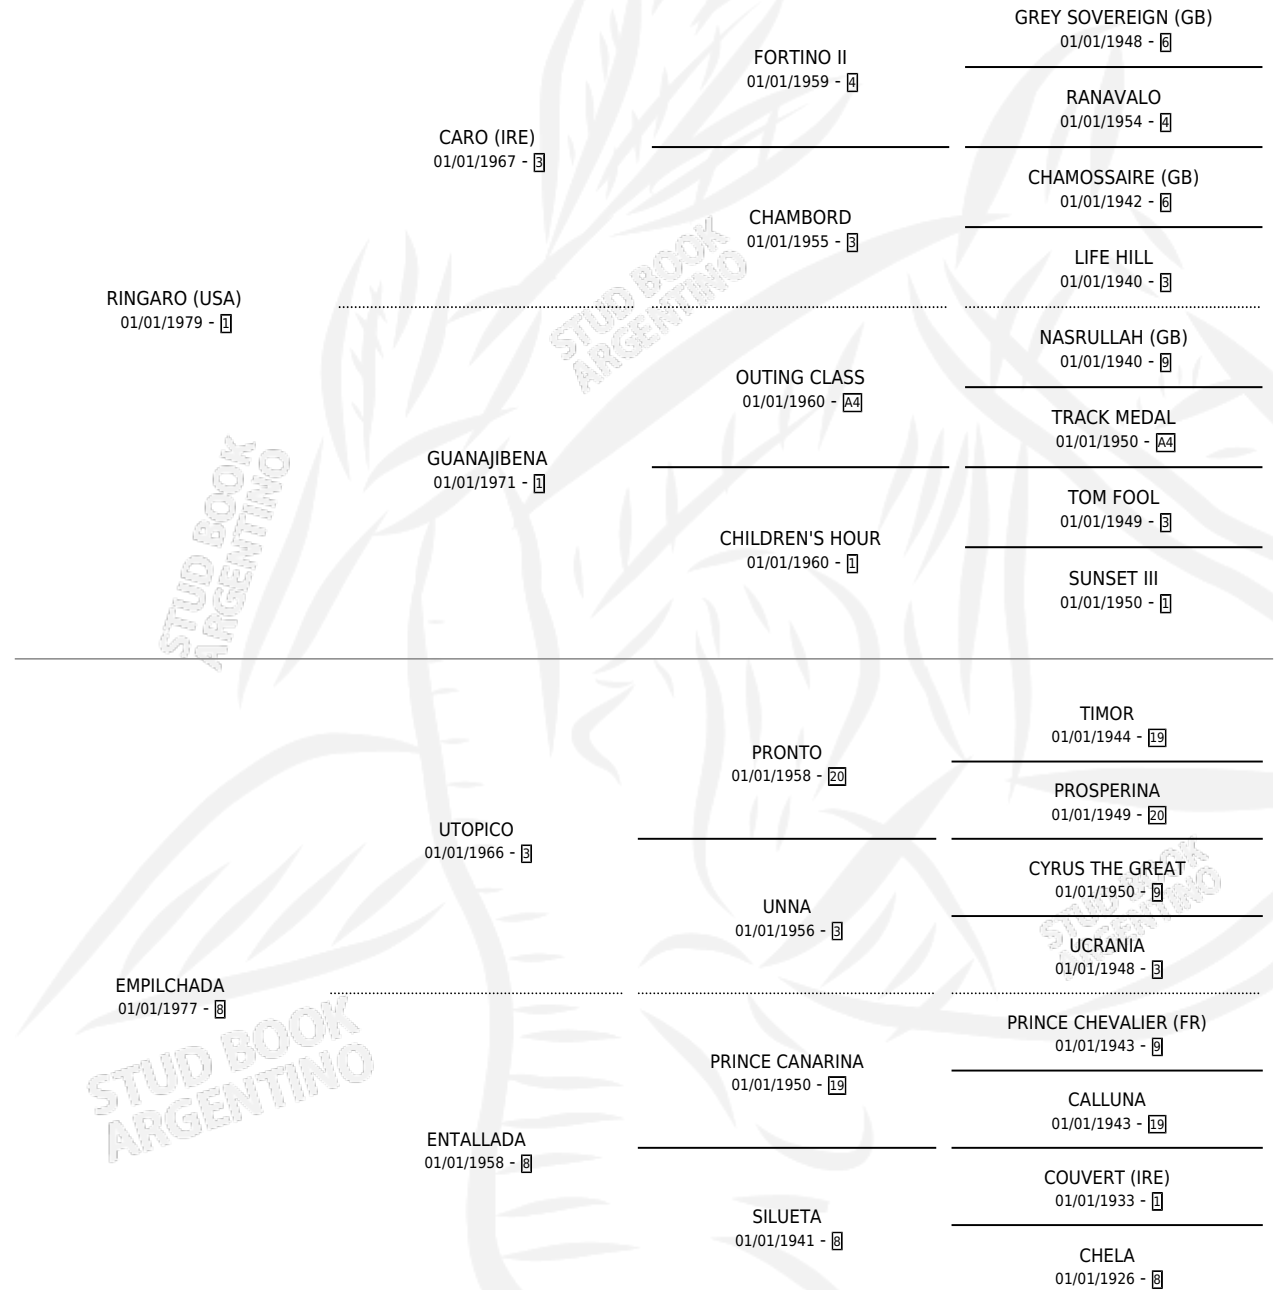 GREY SOVEREIGN (GB)
01/01/1948 - 6
FORTINO II
01/01/1959 - 4
RANAVALO
01/01/1954 - 4
CARO (IRE)
01/01/1967 - 3
CHAMOSSAIRE (GB)
01/01/1942 - 6
CHAMBORD
01/01/1955 - 3
LIFE HILL
01/01/1940 - 3
RINGARO (USA)
01/01/1979 - 1
NASRULLAH (GB)
01/01/1940 - 9
OUTING CLASS
01/01/1960 - A4
TRACK MEDAL
01/01/1950 - A4
GUANAJIBENA
01/01/1971 - 1
TOM FOOL
01/01/1949 - 3
CHILDREN'S HOUR
01/01/1960 - 1
SUNSET III
01/01/1950 - 1
STUD BOOK
ARGENTINO
STUD BOOK
ARGENTINO
TIMOR
01/01/1944 - 19
PRONTO
01/01/1958 - 20
PROSPERINA
01/01/1949 - 20
UTOPICO
01/01/1966 - 3
CYRUS THE GREAT
01/01/1950 - 9
UNNA
01/01/1956 - 3
UCRANIA
01/01/1948 - 3
EMPILCHADA
01/01/1977 - 8
PRINCE CHEVALIER (FR)
01/01/1943 - 9
PRINCE CANARINA
01/01/1950 - 19
CALLUNA
01/01/1943 - 19
ENTALLADA
01/01/1958 - 8
COUVERT (IRE)
01/01/1933 - 1
SILUETA
01/01/1941 - 8
CHELA
01/01/1926 - 8
STUD BOOK
ARGENTINO
STUD BOOK
ARGENTINO